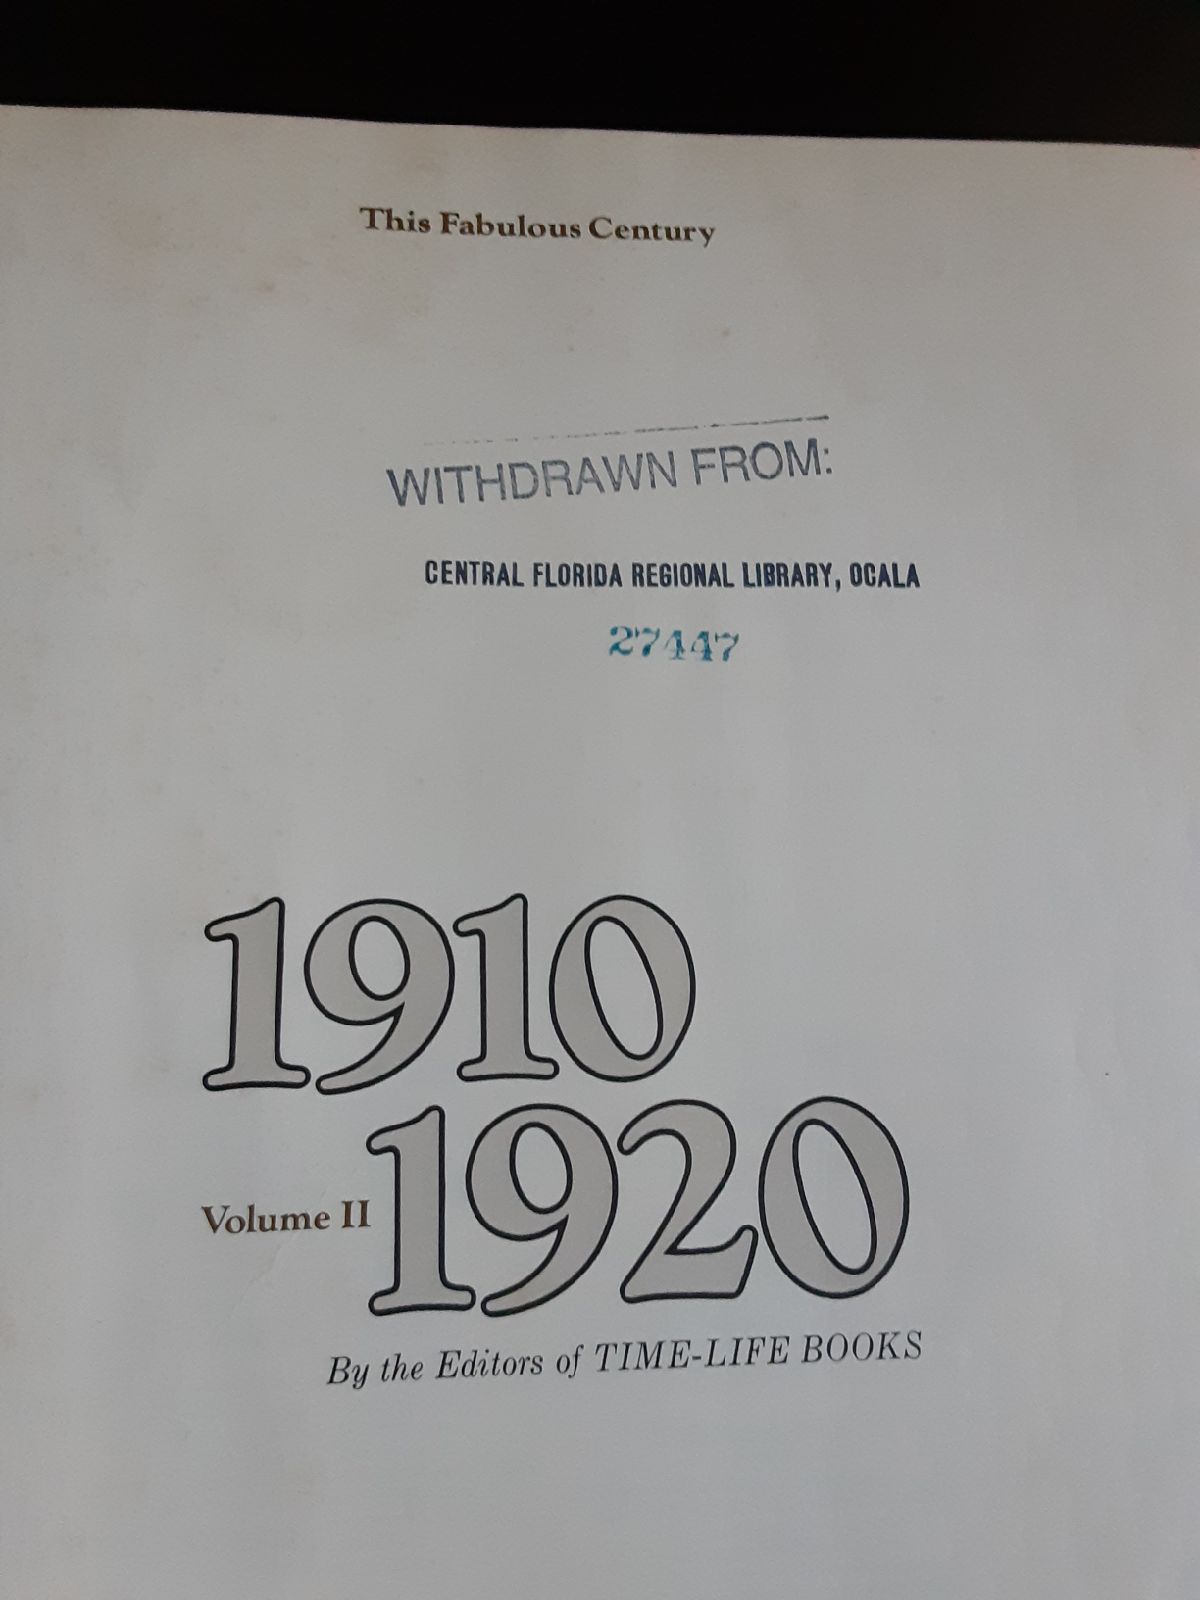 This Fabulous Century
WITHDRAWN FROM:
CENTRAL FLORIDA REGIONAL LIBRARY, OCALA
27447
1910
1920
Volume II
By the Editors of TIME-LIFE BOOKS